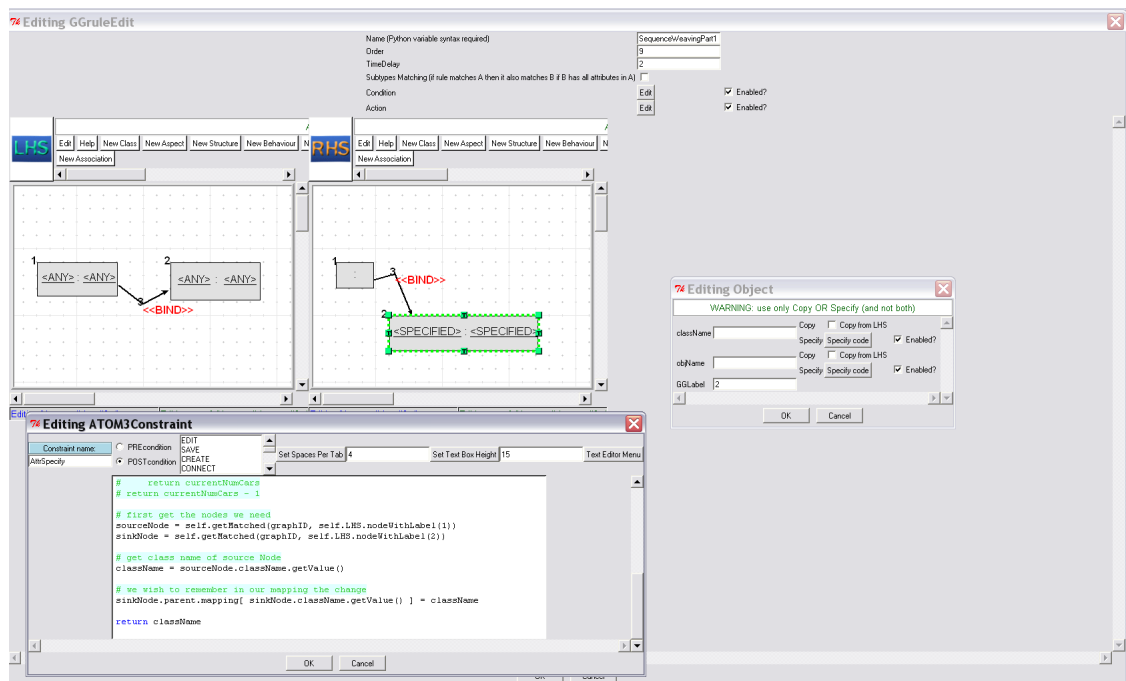 Editing GGruleEdit
Name (Python variable syntax required) SequenceWeavingPart1
Order 9
TimeDelay 2
Subtypes Matching (if rule matches A then it also matches B if B has all attributes in A)
Condition Edit Enabled?
Action Edit Enabled?
LHS Edit Help New Class New Aspect New Structure New Behaviour N
New Association
RHS Edit Help New Class New Aspect New Structure New Behaviour N
New Association
1 2
<ANY> : <ANY> <ANY> : <ANY>
3
<<BIND>>
1 3
: <<BIND>>
2
<SPECIFIED> : <SPECIFIED>
Editing Object
WARNING: use only Copy OR Specify (and not both)
className Copy Copy from LHS
Specify Specify code Enabled?
objName Copy Copy from LHS
Specify Specify code Enabled?
GGLabel 2
OK Cancel
Editing ATOM3Constraint
Constraint name: PREcondition EDIT
AttrSpecify POSTcondition SAVE
CREATE Set Spaces Per Tab 4 Set Text Box Height 15 Text Editor Menu
CONNECT
#     return currentNumCars
# return currentNumCars - 1
# first get the nodes we need
sourceNode = self.getMatched(graphID, self.LHS.nodeWithLabel(1))
sinkNode = self.getMatched(graphID, self.LHS.nodeWithLabel(2))
# get class name of source Node
className = sourceNode.className.getValue()
# we wish to remember in our mapping the change
sinkNode.parent.mapping[ sinkNode.className.getValue() ] = className
return className
OK Cancel